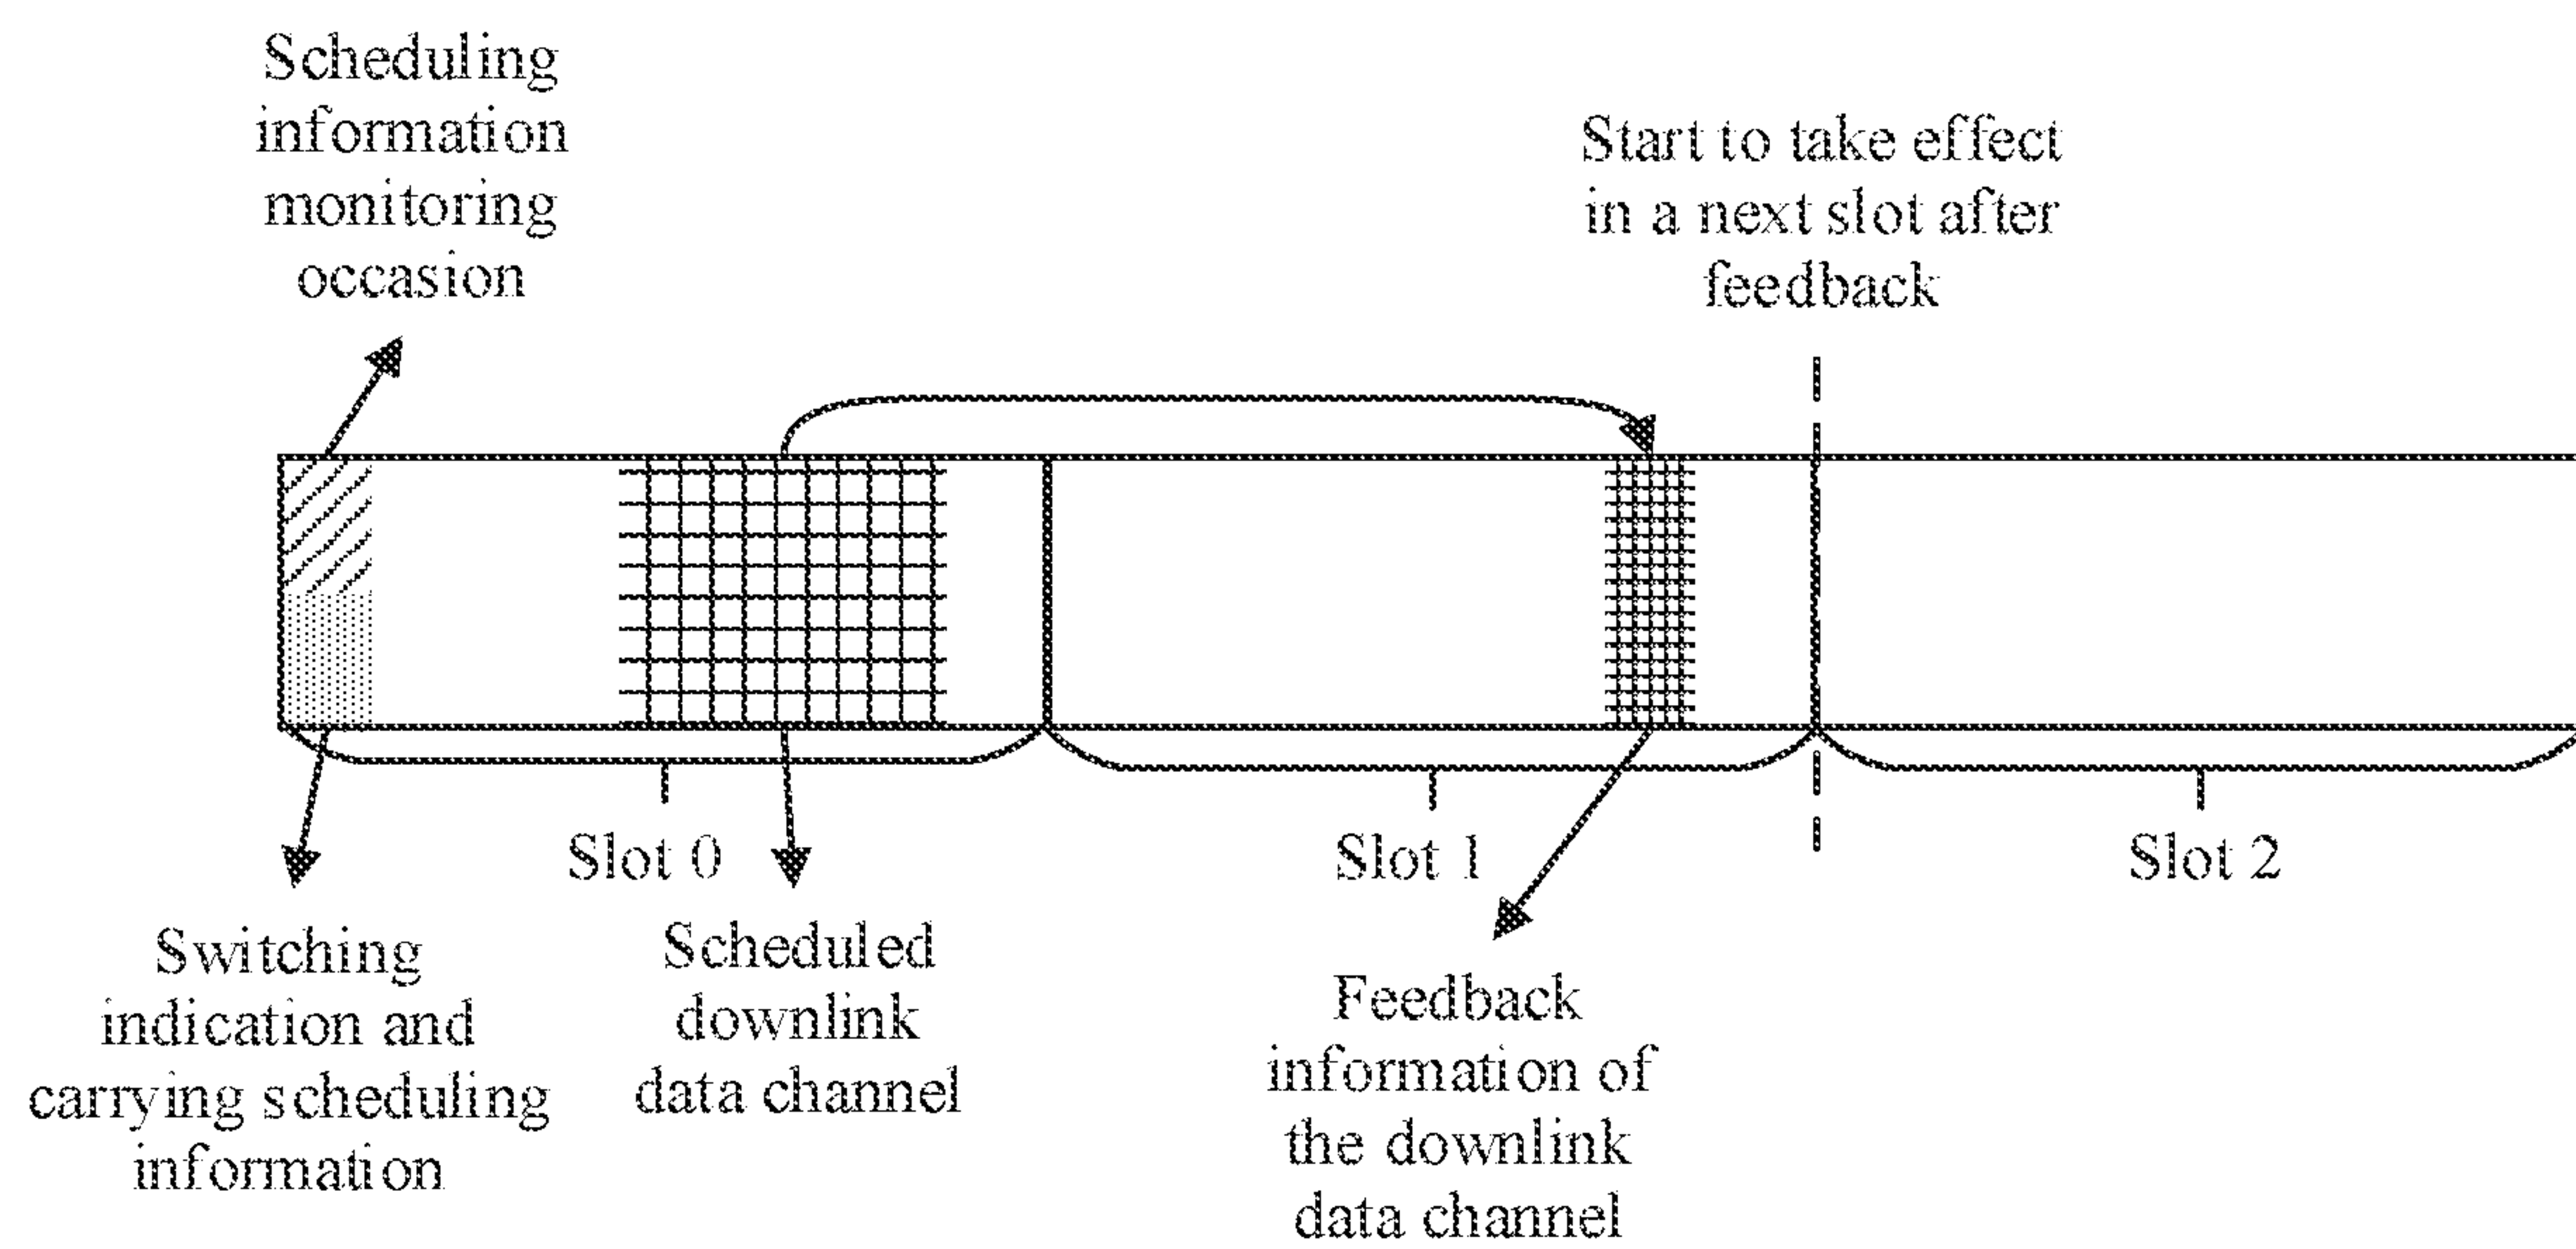 Scheduling
information
monitoring
occasion
Start to take effect
in a next slot after
feedback
Slot 0
Slot 1
Slot 2
Switching
indication and
carrying scheduling
information
Scheduled
downlink
data channel
Feedback
information of
the downlink
data channel